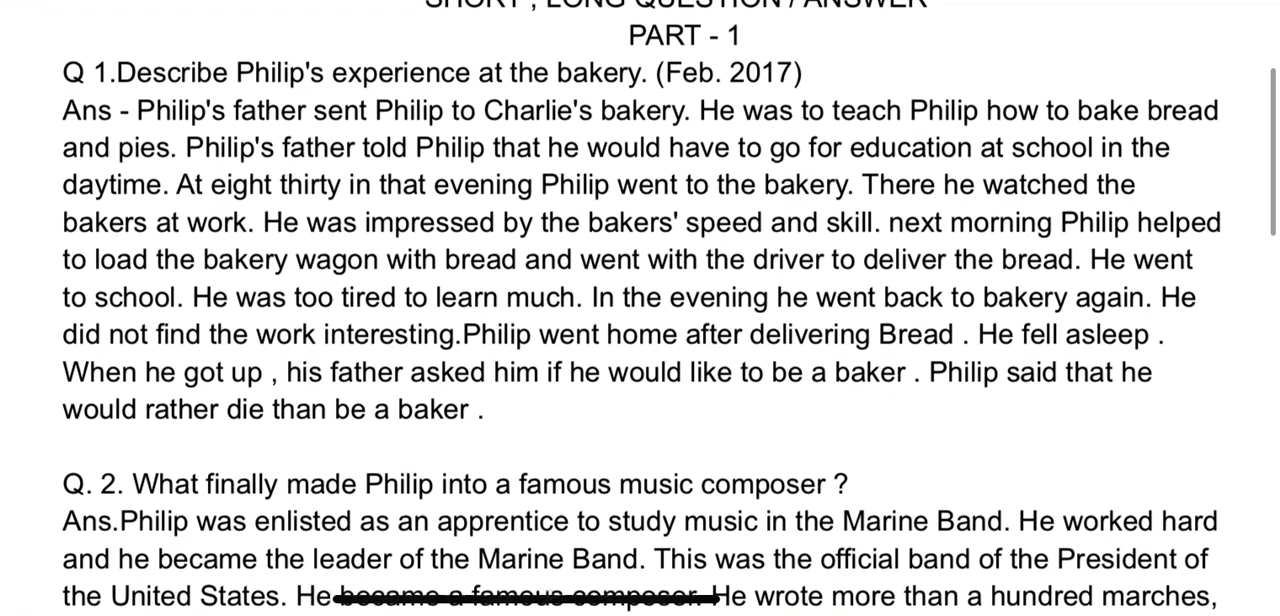 SHORT , LONG QUESTION / ANSWER
PART - 1
Q 1.Describe Philip's experience at the bakery. (Feb. 2017)
Ans - Philip's father sent Philip to Charlie's bakery. He was to teach Philip how to bake bread
and pies. Philip's father told Philip that he would have to go for education at school in the
daytime. At eight thirty in that evening Philip went to the bakery. There he watched the
bakers at work. He was impressed by the bakers' speed and skill. next morning Philip helped
to load the bakery wagon with bread and went with the driver to deliver the bread. He went
to school. He was too tired to learn much. In the evening he went back to bakery again. He
did not find the work interesting.Philip went home after delivering Bread . He fell asleep .
When he got up , his father asked him if he would like to be a baker . Philip said that he
would rather die than be a baker .
Q. 2. What finally made Philip into a famous music composer ?
Ans.Philip was enlisted as an apprentice to study music in the Marine Band. He worked hard
and he became the leader of the Marine Band. This was the official band of the President of
the United States. He became a famous composer. He wrote more than a hundred marches,